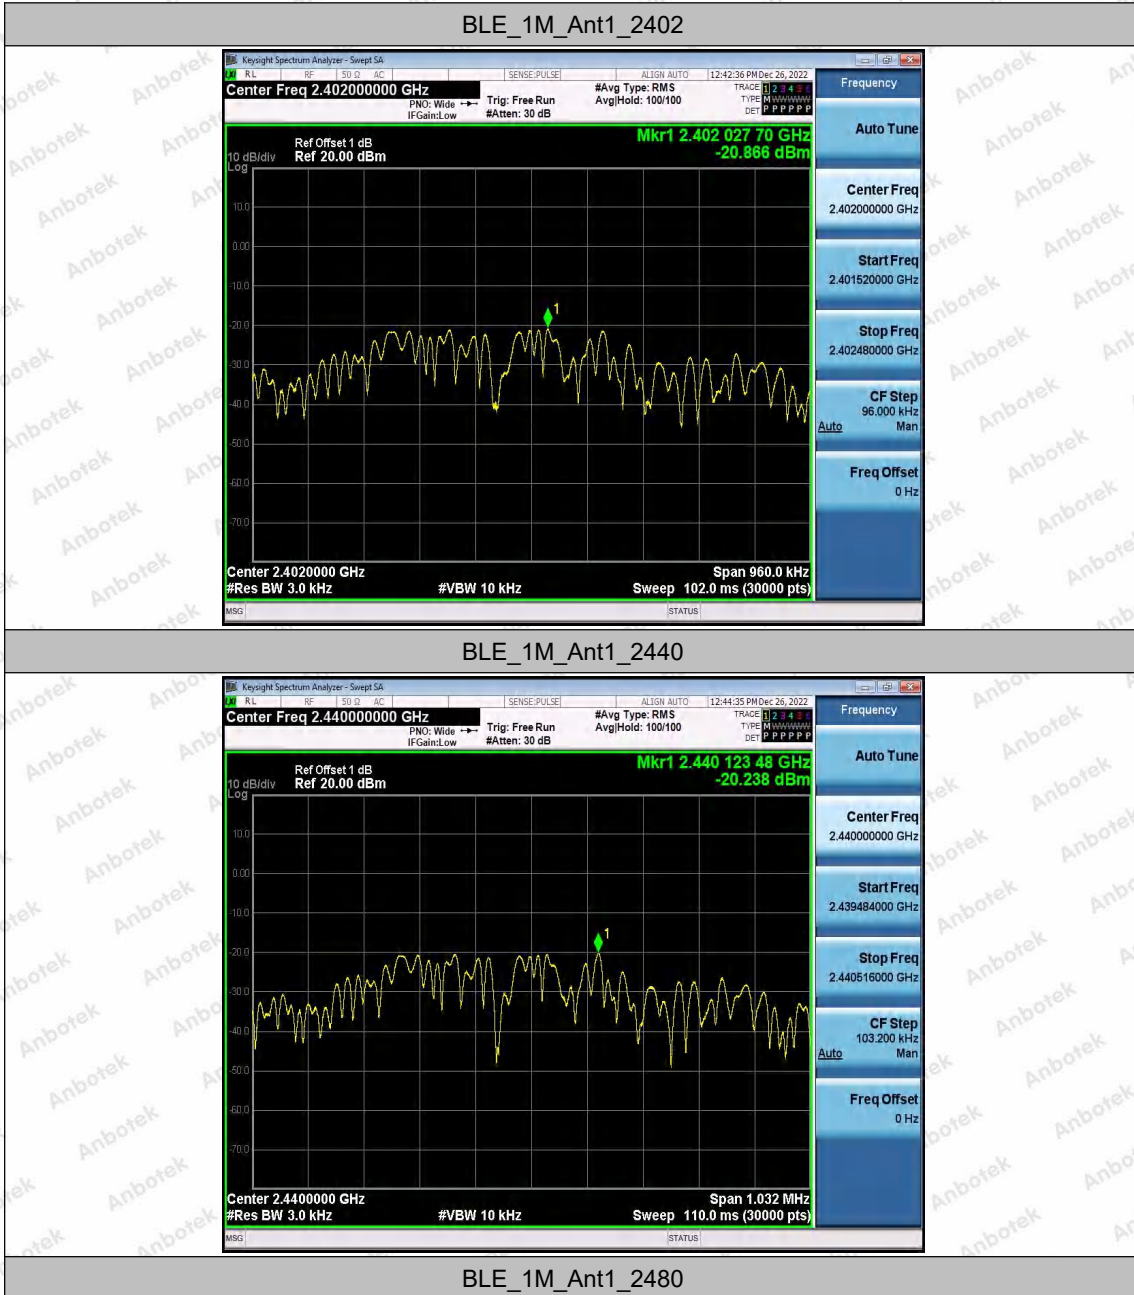 BLE_1M_Ant1_2402
Keysight Spectrum Analyzer - Swept SA
RL RF 50 Ω AC SENSE:PULSE ALIGN AUTO 12:42:36 PM Dec 26, 2022
Center Freq 2.402000000 GHz
PNO: Wide
IFGain:Low
Trig: Free Run
#Atten: 30 dB
#Avg Type: RMS
Avg|Hold: 100/100
TRACE 1 2 3 4 5 6
TYPE M WWWWW
DET P P P P P P
Ref Offset 1 dB
Ref 20.00 dBm
10 dB/div
Log
Mkr1 2.402 027 70 GHz
-20.866 dBm
10.0
0.00
-10.0
-20.0
-30.0
-40.0
-50.0
-60.0
-70.0
1
Center 2.4020000 GHz
#Res BW 3.0 kHz
#VBW 10 kHz
Span 960.0 kHz
Sweep 102.0 ms (30000 pts)
MSG
STATUS
Frequency
Auto Tune
Center Freq
2.402000000 GHz
Start Freq
2.401520000 GHz
Stop Freq
2.402480000 GHz
CF Step
96.000 kHz
Auto Man
Freq Offset
0 Hz
BLE_1M_Ant1_2440
Keysight Spectrum Analyzer - Swept SA
RL RF 50 Ω AC SENSE:PULSE ALIGN AUTO 12:44:35 PM Dec 26, 2022
Center Freq 2.440000000 GHz
PNO: Wide
IFGain:Low
Trig: Free Run
#Atten: 30 dB
#Avg Type: RMS
Avg|Hold: 100/100
TRACE 1 2 3 4 5 6
TYPE M WWWWW
DET P P P P P P
Ref Offset 1 dB
Ref 20.00 dBm
10 dB/div
Log
Mkr1 2.440 123 48 GHz
-20.238 dBm
10.0
0.00
-10.0
-20.0
-30.0
-40.0
-50.0
-60.0
-70.0
1
Center 2.4400000 GHz
#Res BW 3.0 kHz
#VBW 10 kHz
Span 1.032 MHz
Sweep 110.0 ms (30000 pts)
MSG
STATUS
Frequency
Auto Tune
Center Freq
2.440000000 GHz
Start Freq
2.439484000 GHz
Stop Freq
2.440516000 GHz
CF Step
103.200 kHz
Auto Man
Freq Offset
0 Hz
BLE_1M_Ant1_2480